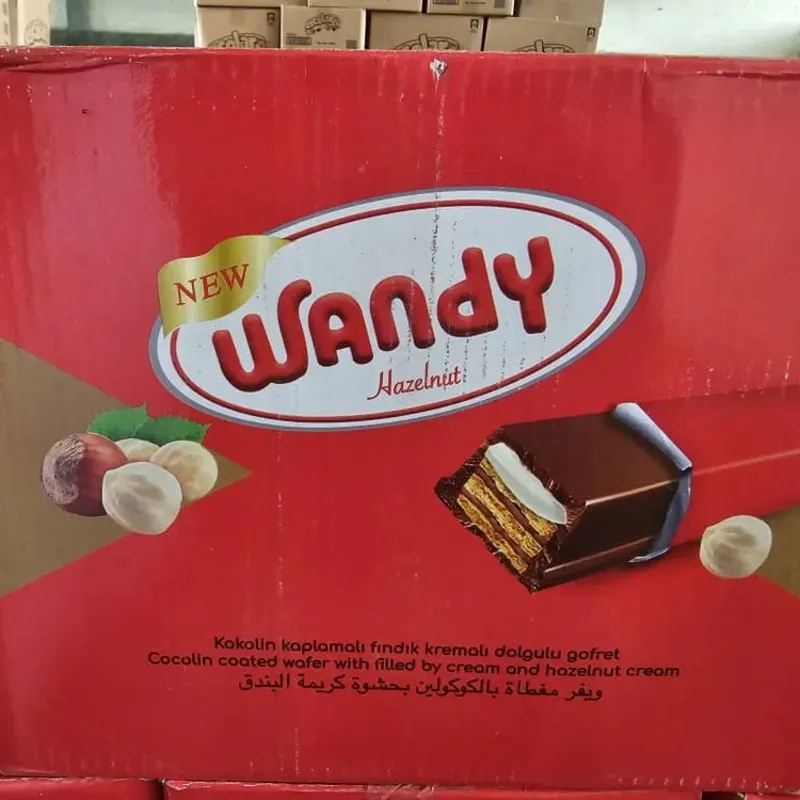 NEW
WANDY
Hazelnut
Kokolin kaplamalı fındık kremalı dolgulu gofret
Cocolin coated wafer with filled by cream and hazelnut cream
ويفر مغطاة بالكوكولين بحشوة كريمة البندق